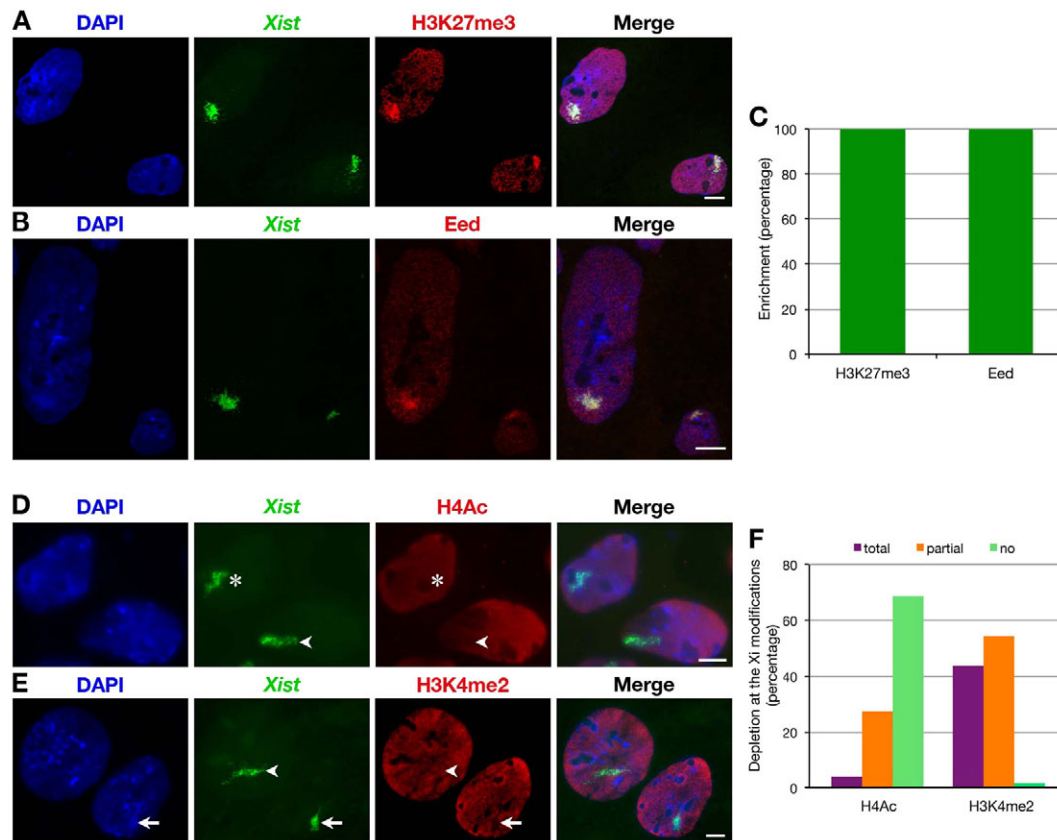 A
DAPI
Xist
H3K27me3
Merge
B
DAPI
Xist
Eed
Merge
C
Enrichment (percentage)
100
80
60
40
20
0
H3K27me3
Eed
D
DAPI
Xist
H4Ac
Merge
*
*
E
DAPI
Xist
H3K4me2
Merge
F
total
partial
no
Depletion at the Xi modifications
(percentage)
80
60
40
20
0
H4Ac
H3K4me2